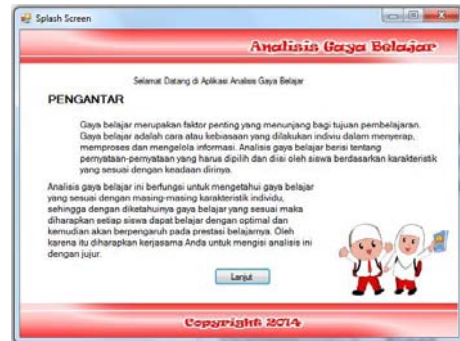 Splash Screen
Analisis Gaya Belajar
Selamat Datang di Aplikasi Analisis Gaya Belajar
PENGANTAR
Gaya belajar merupakan faktor penting yang menunjang bagi tujuan pembelajaran.
Gaya belajar adalah cara atau kebiasaan yang dilakukan indiviu dalam menyerap,
memproses dan mengelola informasi. Analisis gaya belajar berisi tentang
pernyataan-pernyataan yang harus dipilih dan diisi oleh siswa berdasarkan karakteristik
yang sesuai dengan keadaan dirinya.
Analisis gaya belajar ini berfungsi untuk mengetahui gaya belajar
yang sesuai dengan masing-masing karakteristik individu,
sehingga dengan diketahuinya gaya belajar yang sesuai maka
diharapkan setiap siswa dapat belajar dengan optimal dan
kemudian akan berpengaruh pada prestasi belajarnya. Oleh
karena itu diharapkan kerjasama Anda untuk mengisi analisis ini
dengan jujur.
Lanjut
Copyright 2014